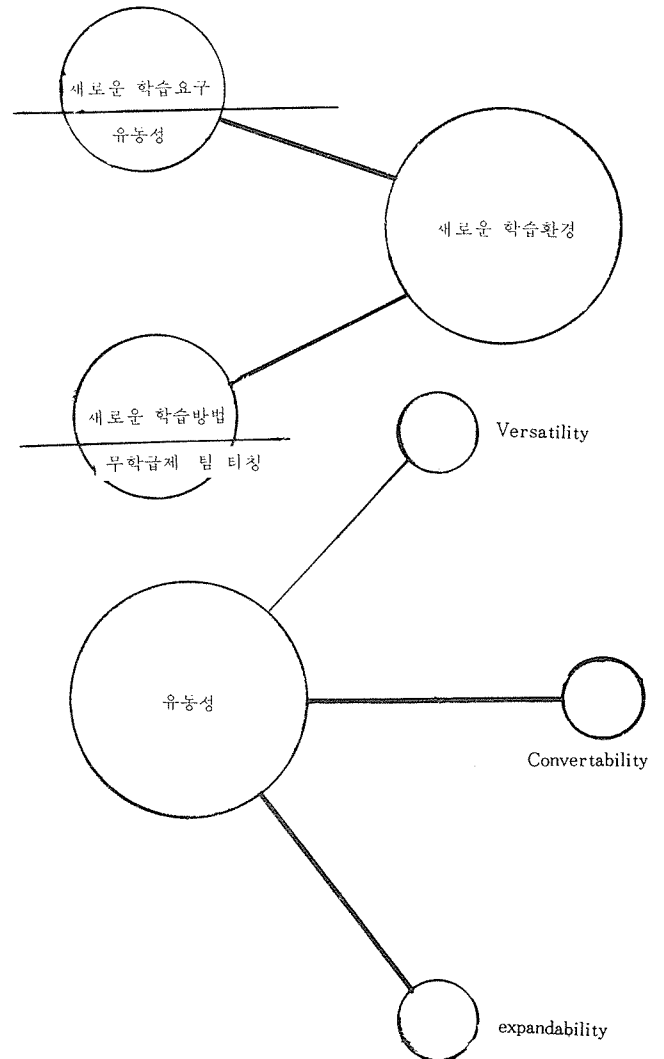 새로운 학습요구
유동성
새로운 학습환경
새로운 학습방법
무학급제 팀 티칭
Versatility
유동성
Convertability
expandability